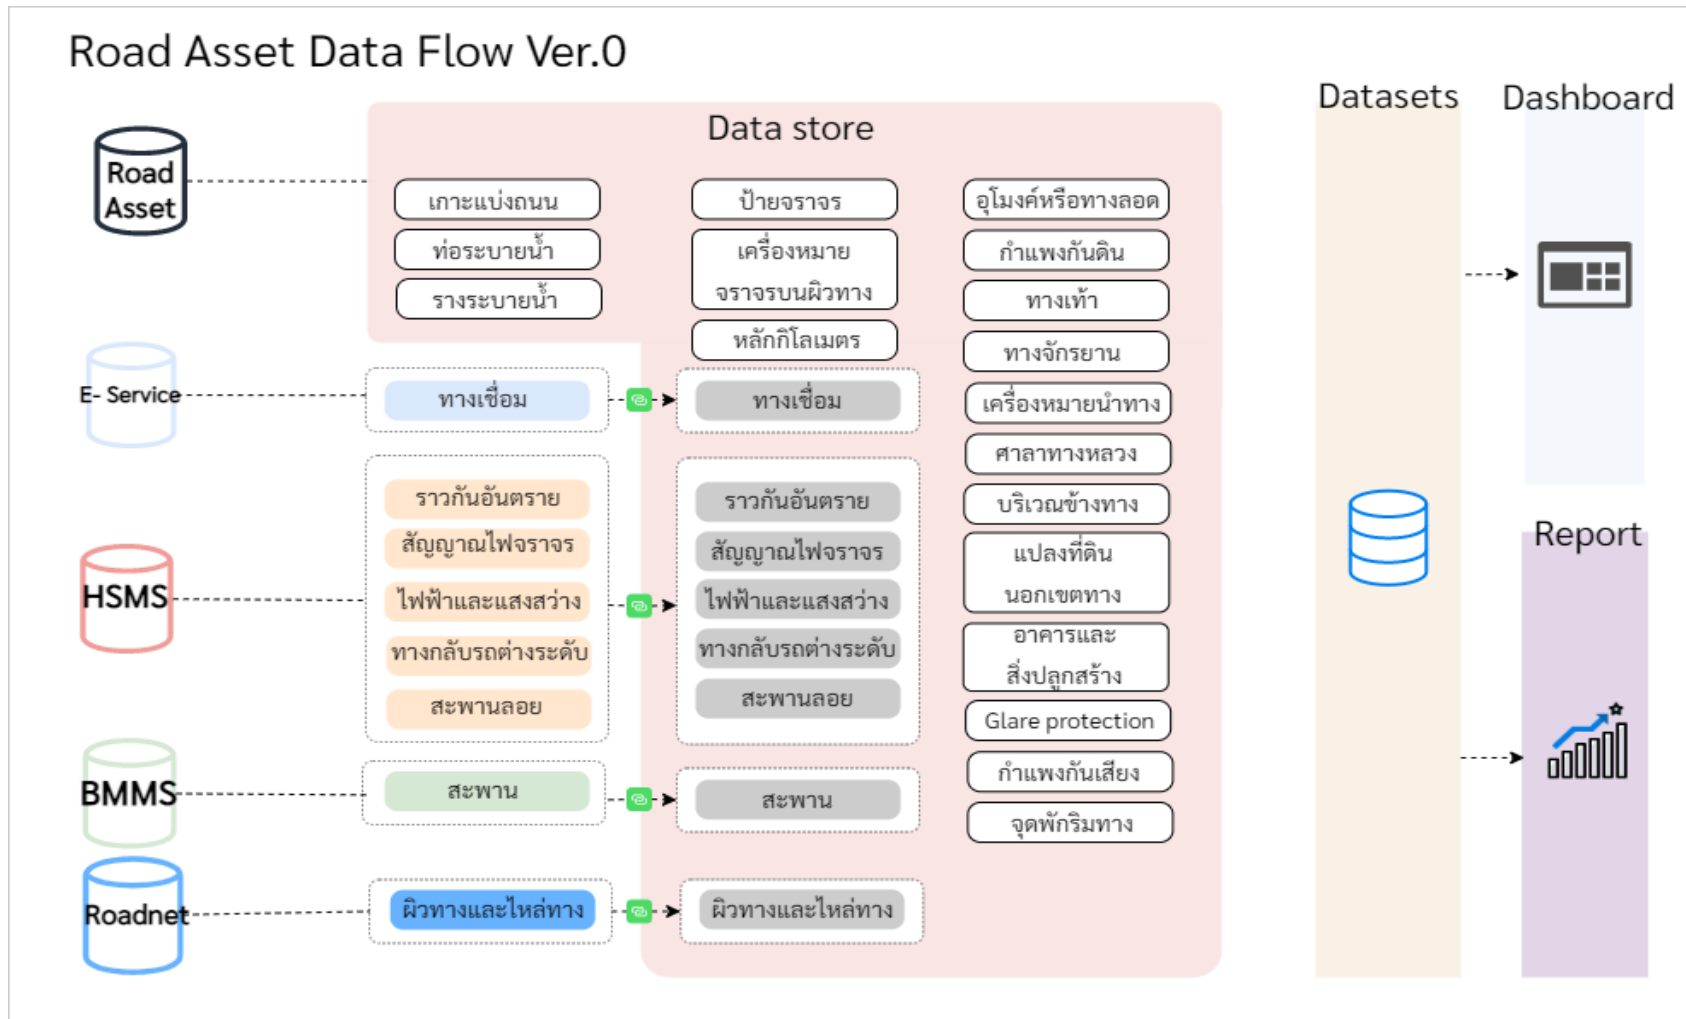 Road Asset Data Flow Ver.0
Datasets
Dashboard
Data store
Road
Asset
เกาะแบ่งถนน
ท่อระบายน้ำ
รางระบายน้ำ
ป้ายจราจร
เครื่องหมาย
จราจรบนผิวทาง
หลักกิโลเมตร
อุโมงค์หรือทางลอด
กำแพงกันดิน
ทางเท้า
ทางจักรยาน
เครื่องหมายนำทาง
ศาลาทางหลวง
บริเวณข้างทาง
แปลงที่ดิน
นอกเขตทาง
อาคารและ
สิ่งปลูกสร้าง
Glare protection
กำแพงกันเสียง
จุดพักริมทาง
E- Service
ทางเชื่อม
ทางเชื่อม
HSMS
ราวกันอันตราย
สัญญาณไฟจราจร
ไฟฟ้าและแสงสว่าง
ทางกลับรถต่างระดับ
สะพานลอย
ราวกันอันตราย
สัญญาณไฟจราจร
ไฟฟ้าและแสงสว่าง
ทางกลับรถต่างระดับ
สะพานลอย
BMMS
สะพาน
สะพาน
Roadnet
ผิวทางและไหล่ทาง
ผิวทางและไหล่ทาง
Report